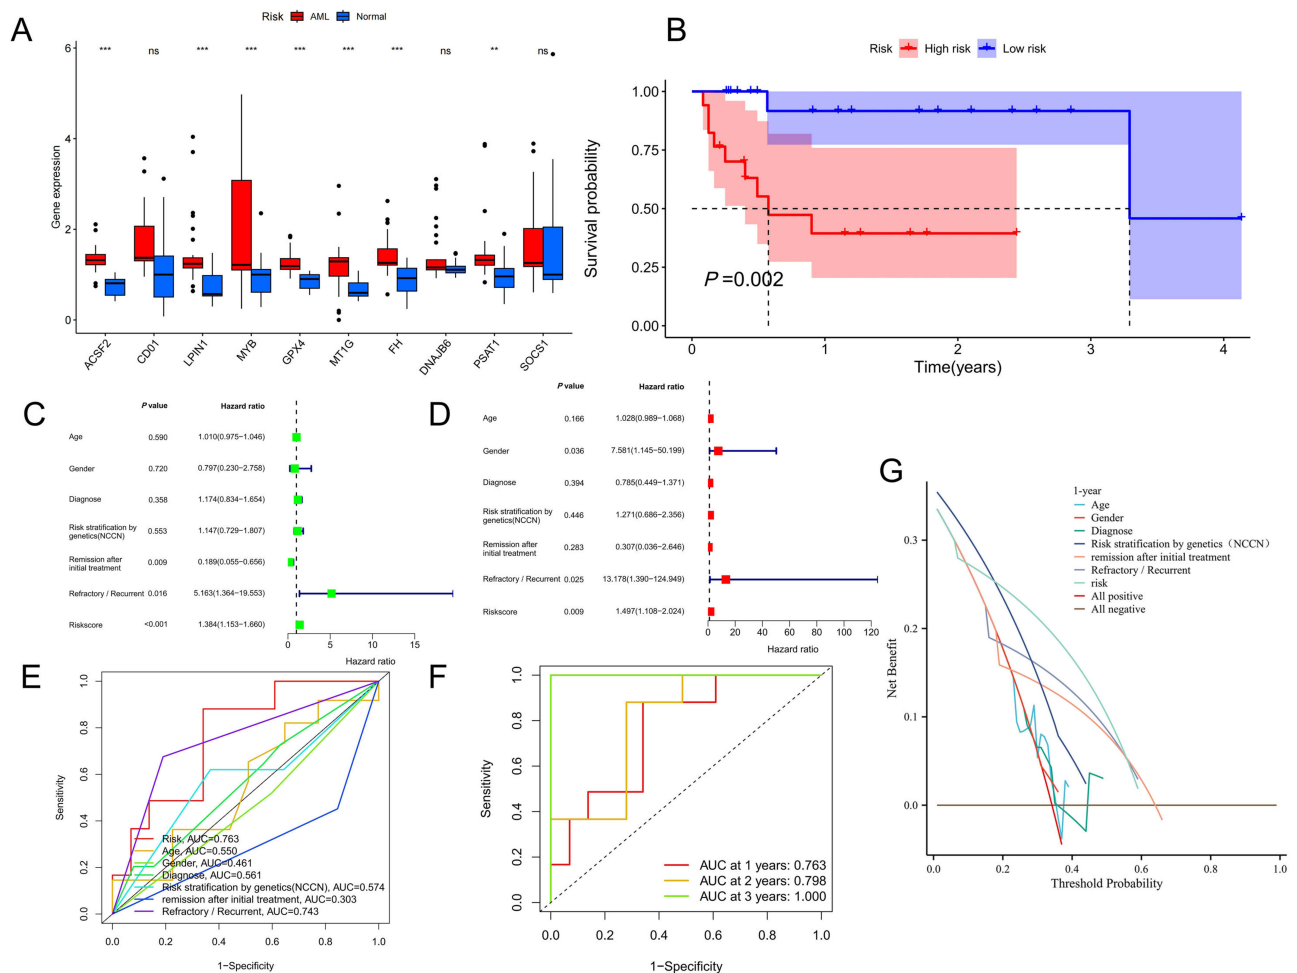 A
Risk AML Normal
Gene expression
6
4
2
0
*** ns *** *** *** *** *** ns ** ns
ACSF2 CD01 LPIN1 MYB GPX4 MT1G FH DNAJB6 PSAT1 SOCS1
B
Risk High risk Low risk
Survival probability
1.00
0.75
0.50
0.25
0.00
P=0.002
0 1 2 3 4
Time(years)
C
P value Hazard ratio
Age 0.590 1.010(0.975−1.046)
Gender 0.720 0.797(0.230−2.758)
Diagnose 0.358 1.174(0.834−1.654)
Risk stratification by
genetics(NCCN) 0.553 1.147(0.729−1.807)
Remission after
initial treatment 0.009 0.189(0.055−0.656)
Refractory / Recurrent 0.016 5.163(1.364−19.553)
Riskscore <0.001 1.384(1.153−1.660)
0 5 10 15
Hazard ratio
D
P value Hazard ratio
Age 0.166 1.028(0.989−1.068)
Gender 0.036 7.581(1.145−50.199)
Diagnose 0.394 0.785(0.449−1.371)
Risk stratification by
genetics(NCCN) 0.446 1.271(0.686−2.356)
Remission after
initial treatment 0.283 0.307(0.036−2.646)
Refractory / Recurrent 0.025 13.178(1.390−124.949)
Riskscore 0.009 1.497(1.108−2.024)
0 20 40 60 80 100 120
Hazard ratio
E
Sensitivity
1.0
0.8
0.6
0.4
0.2
0.0
Risk, AUC=0.763
Age, AUC=0.550
Gender, AUC=0.461
Diagnose, AUC=0.561
Risk stratification by genetics(NCCN), AUC=0.574
remission after initial treatment, AUC=0.303
Refractory / Recurrent, AUC=0.743
0.0 0.2 0.4 0.6 0.8 1.0
1−Specificity
F
Sensitivity
1.0
0.8
0.6
0.4
0.2
0.0
AUC at 1 years: 0.763
AUC at 2 years: 0.798
AUC at 3 years: 1.000
0.0 0.2 0.4 0.6 0.8 1.0
1−Specificity
G
1-year
Age
Gender
Diagnose
Risk stratification by genetics（NCCN）
remission after initial treatment
Refractory / Recurrent
risk
All positive
All negative
Net Benefit
0.3
0.2
0.1
0.0
0.0 0.2 0.4 0.6 0.8 1.0
Threshold Probability